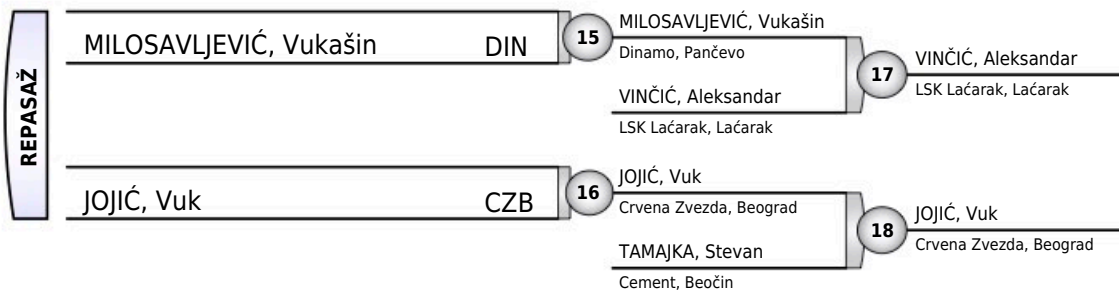 REPASAŽ
MILOSAVLJEVIĆ, Vukašin DIN
15
MILOSAVLJEVIĆ, Vukašin
Dinamo, Pančevo
VINČIĆ, Aleksandar
LSK Laćarak, Laćarak
17
VINČIĆ, Aleksandar
LSK Laćarak, Laćarak
JOJIĆ, Vuk CZB
16
JOJIĆ, Vuk
Crvena Zvezda, Beograd
TAMAJKA, Stevan
Cement, Beočin
18
JOJIĆ, Vuk
Crvena Zvezda, Beograd